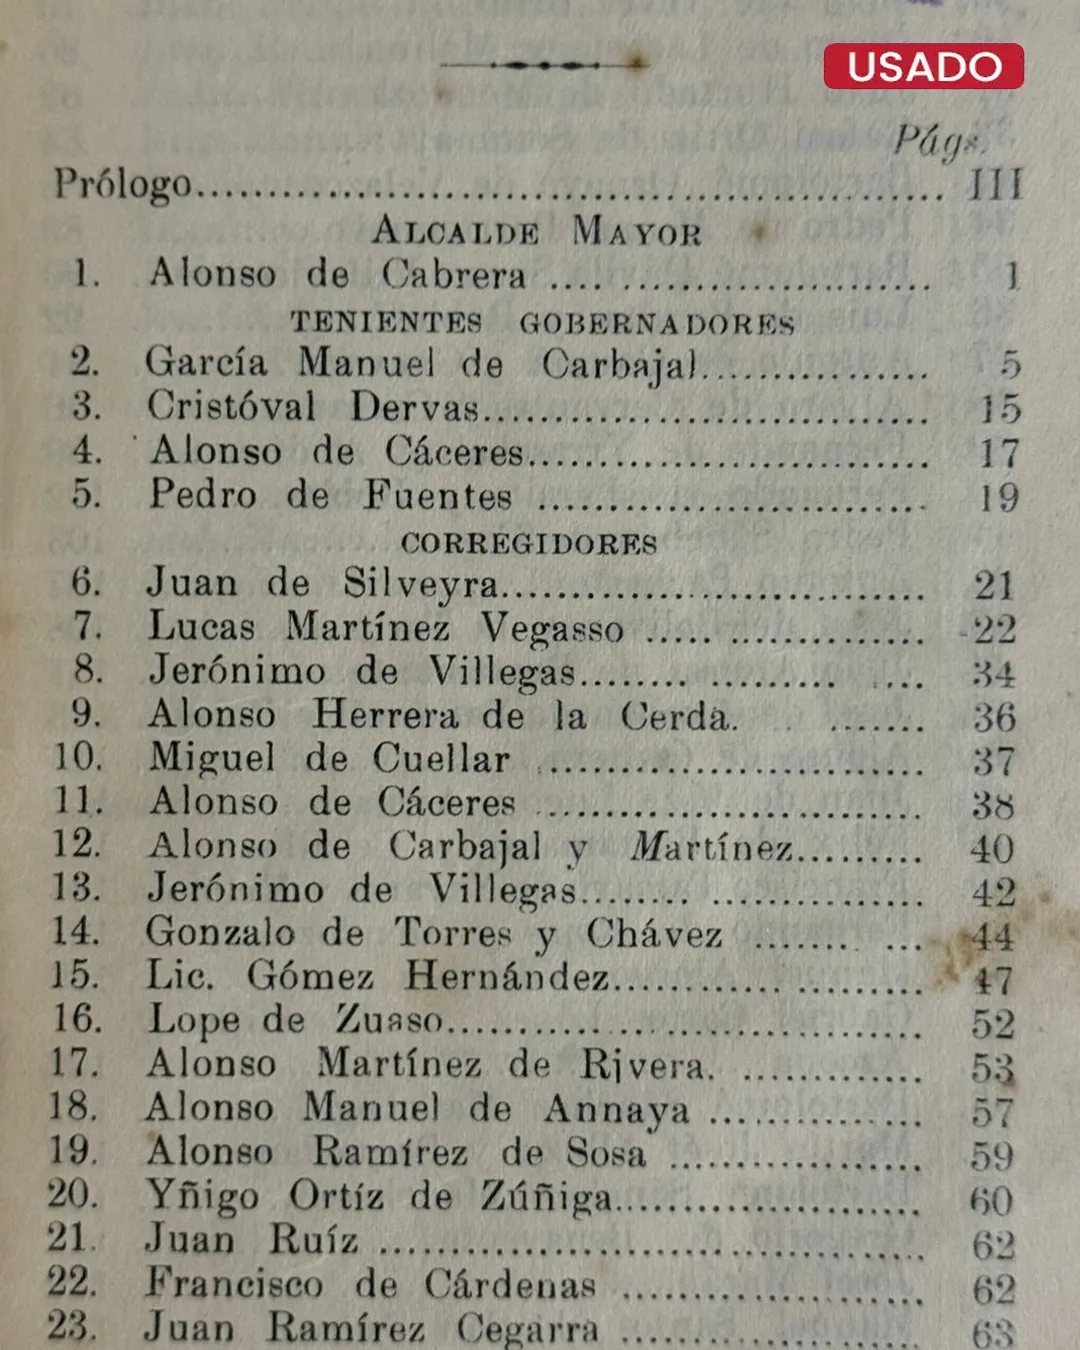 USADO
Págs.
Prólogo.................................................... III
ALCALDE MAYOR
1. Alonso de Cabrera .... ...................... 1
TENIENTES GOBERNADORES
2. García Manuel de Carbajal................ 5
3. Cristóval Dervas............................... 15
4. Alonso de Cáceres............................ 17
5. Pedro de Fuentes ........................... 19
CORREGIDORES
6. Juan de Silveyra.............................. 21
7. Lucas Martínez Vegasso ..... .............. 22
8. Jerónimo de Villegas........ ......... .... 34
9. Alonso Herrera de la Cerda. ....... 36
10. Miguel de Cuellar .......................... 37
11. Alonso de Cáceres .......................... 38
12. Alonso de Carbajal y Martínez......... 40
13. Jerónimo de Villegas........ ............... 42
14. Gonzalo de Torres y Chávez ....... ... 44
15. Lic. Gómez Hernández............ ......... 47
16. Lope de Zuaso................................. 52
17. Alonso Martínez de Rivera. ............. 53
18. Alonso Manuel de Annaya ............... 57
19. Alonso Ramírez de Sosa .................. 59
20. Yñigo Ortíz de Zúñiga...................... 60
21. Juan Ruíz ...................................... 62
22. Francisco de Cárdenas ..................... 62
23. Juan Ramírez Cegarra ..................... 63